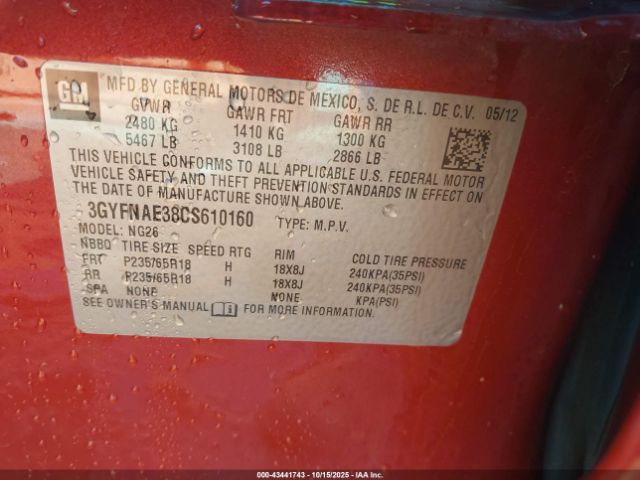 GM
MFD BY GENERAL MOTORS DE MEXICO, S. DE R.L. DE C.V. 05/12
GVWR GAWR FRT GAWR RR
2480 KG 1410 KG 1300 KG
5467 LB 3108 LB 2866 LB
THIS VEHICLE CONFORMS TO ALL APPLICABLE U.S. FEDERAL MOTOR
VEHICLE SAFETY AND THEFT PREVENTION STANDARDS IN EFFECT ON
THE DATE OF MANUFACTURE SHOWN ABOVE.
3GYFNAE38CS610160 TYPE: M.P.V.
MODEL: NG26
NBBQ TIRE SIZE SPEED RTG RIM COLD TIRE PRESSURE
FRT P235/65R18 H 18X8J 240KPA(35PSI)
RR P235/65R18 H 18X8J 240KPA(35PSI)
SPA NONE NONE KPA(PSI)
SEE OWNER'S MANUAL FOR MORE INFORMATION.
000-43441743 - 10/15/2025 - IAA Inc.